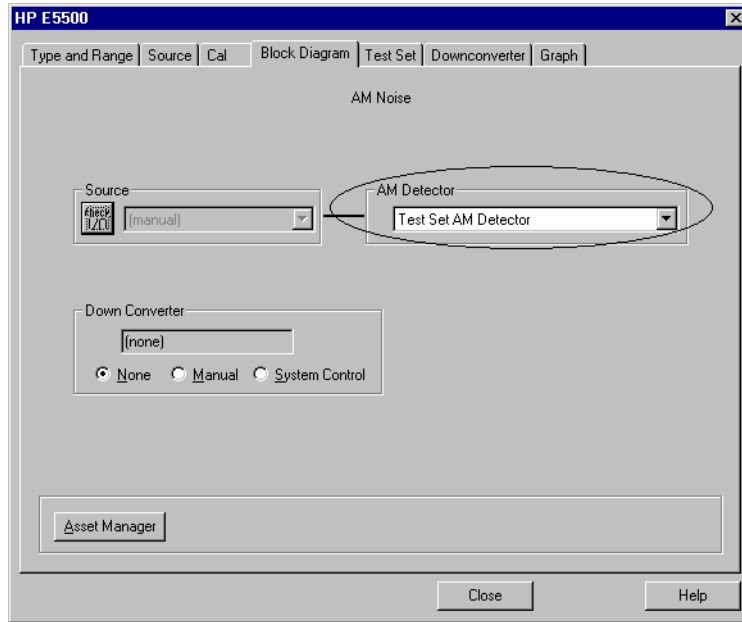 HP E5500
Type and Range Source Cal Block Diagram Test Set Downconverter Graph
AM Noise
Source
Check I/O
(manual)
AM Detector
Test Set AM Detector
Down Converter
(none)
None Manual System Control
Asset Manager
Close Help